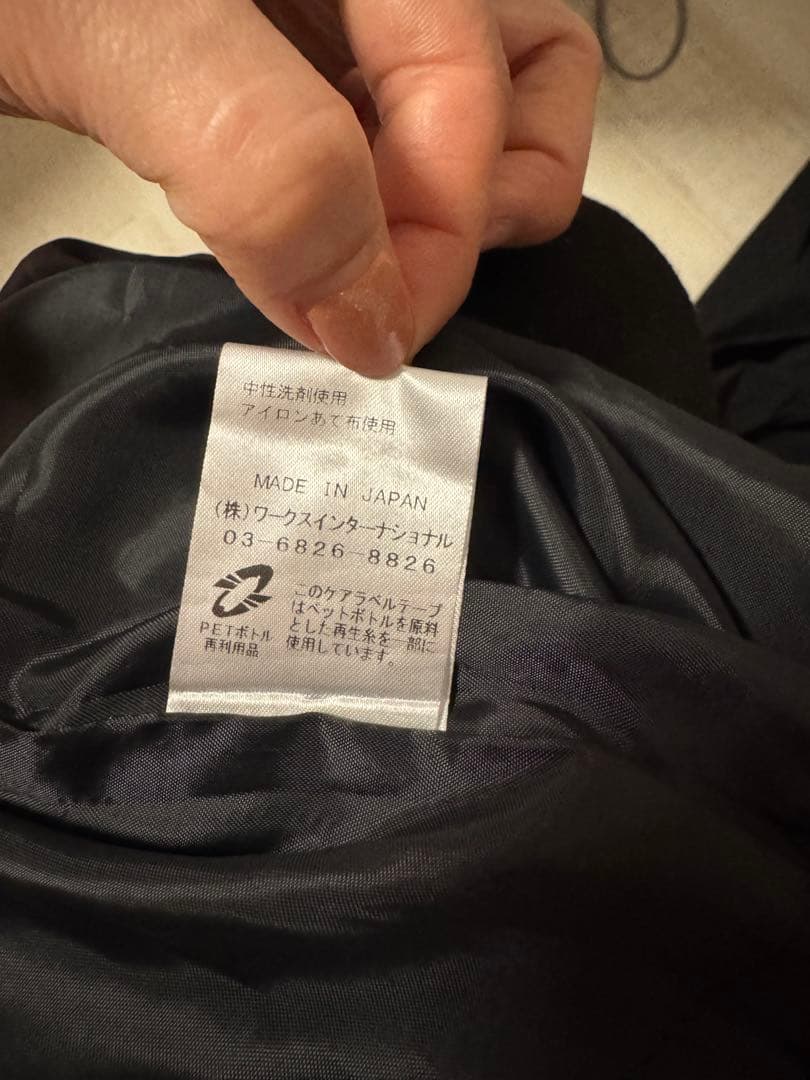 中性洗剤使用
アイロンあて布使用
MADE IN JAPAN
(株)ワークスインターナショナル
03-6826-8826
PETボトル
再利用品
このケアラベルテープ
はペットボトルを原料
とした再生糸を一部に
使用しています。